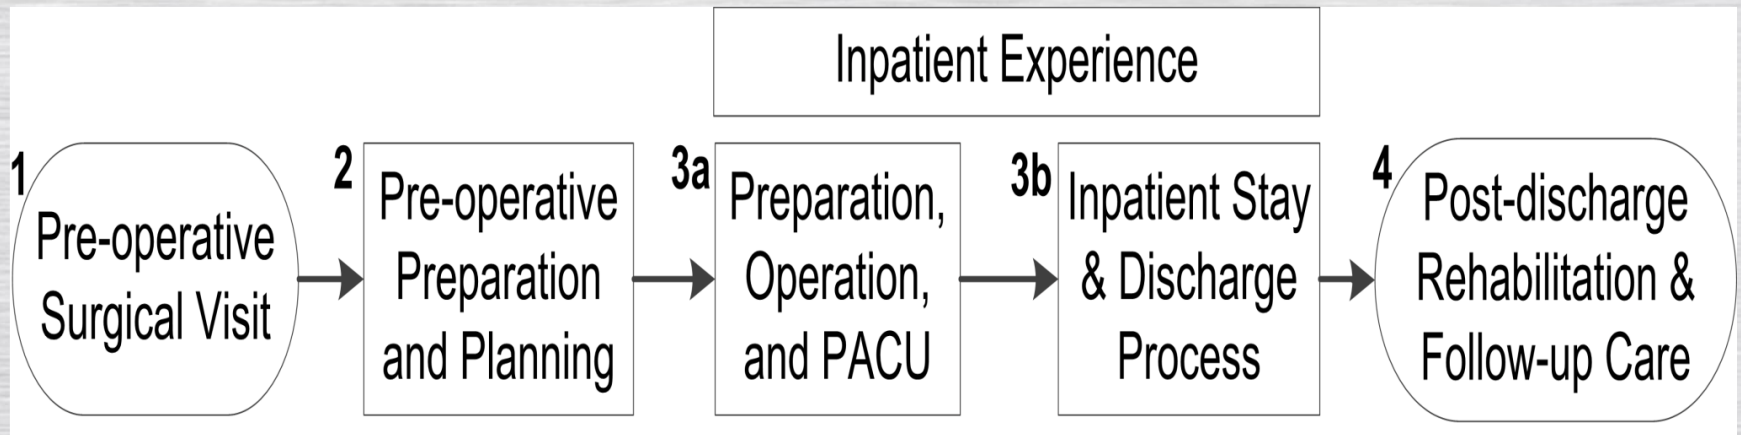 Inpatient Experience
1
Pre-operative
Surgical Visit
2
Pre-operative
Preparation
and Planning
3a
Preparation,
Operation,
and PACU
3b
Inpatient Stay
& Discharge
Process
4
Post-discharge
Rehabilitation &
Follow-up Care